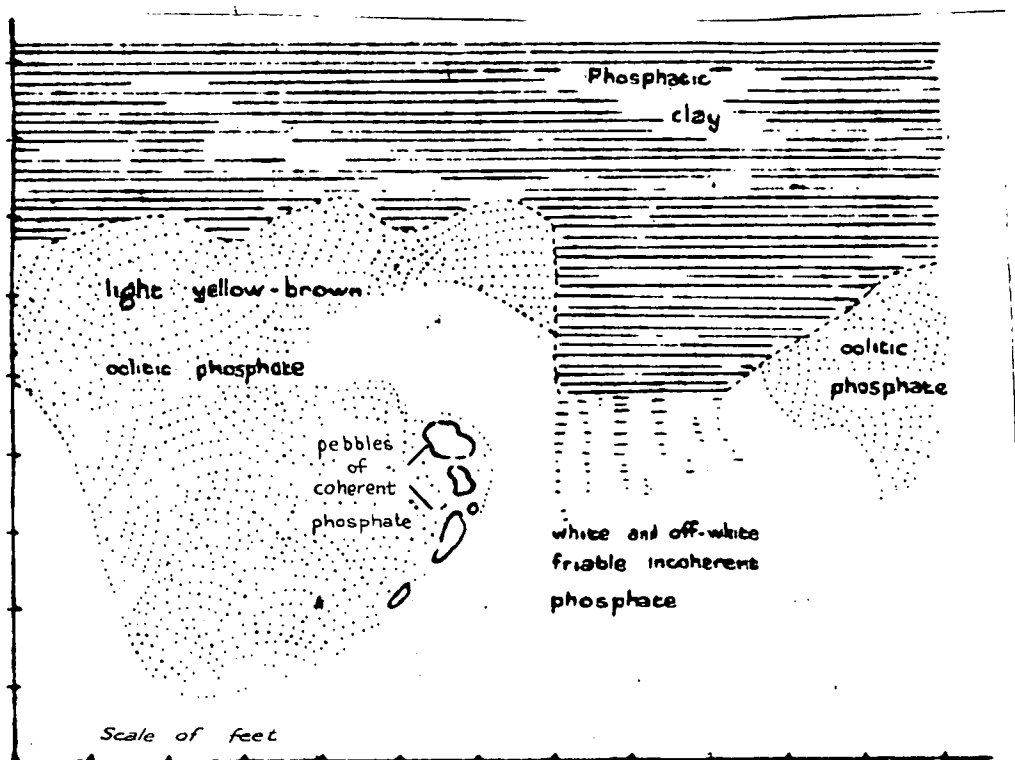 Phosphatic
clay
light yellow-brown
oolitic phosphate
oolitic
phosphate
pebbles
of
coherent
phosphate
white and off-white
friable incoherent
phosphate
Scale of feet